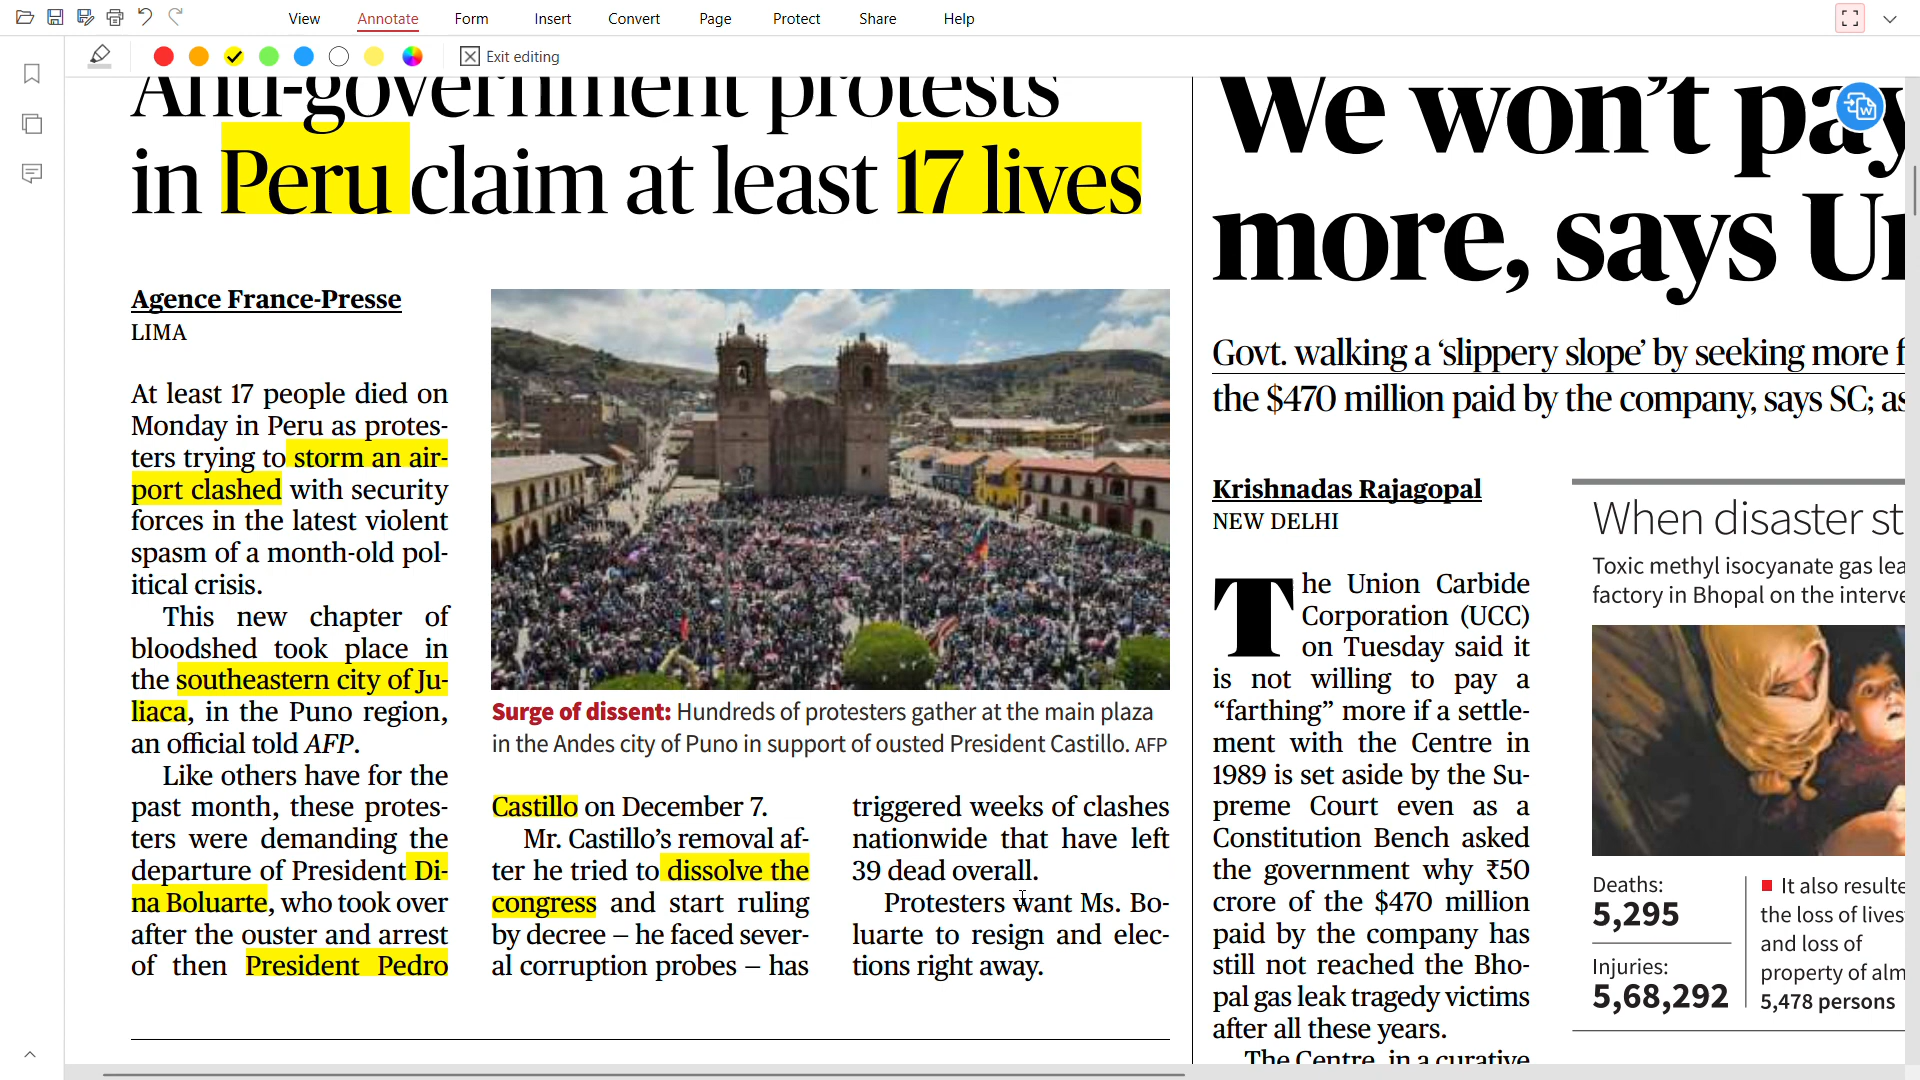 View Annotate Form Insert Convert Page Protect Share Help
Exit editing
Anti-government protests
in Peru claim at least 17 lives
Agence France-Presse
LIMA
At least 17 people died on
Monday in Peru as protes-
ters trying to storm an air-
port clashed with security
forces in the latest violent
spasm of a month-old pol-
itical crisis.
This new chapter of
bloodshed took place in
the southeastern city of Ju-
liaca, in the Puno region,
an official told AFP.
Like others have for the
past month, these protes-
ters were demanding the
departure of President Di-
na Boluarte, who took over
after the ouster and arrest
of then President Pedro
Surge of dissent: Hundreds of protesters gather at the main plaza
in the Andes city of Puno in support of ousted President Castillo. AFP
Castillo on December 7.
Mr. Castillo’s removal af-
ter he tried to dissolve the
congress and start ruling
by decree – he faced sever-
al corruption probes – has
triggered weeks of clashes
nationwide that have left
39 dead overall.
Protesters want Ms. Bo-
luarte to resign and elec-
tions right away.
We won’t pay
more, says Un
Govt. walking a ‘slippery slope’ by seeking more f
the $470 million paid by the company, says SC; as
Krishnadas Rajagopal
NEW DELHI
The Union Carbide
Corporation (UCC)
on Tuesday said it
is not willing to pay a
“farthing” more if a settle-
ment with the Centre in
1989 is set aside by the Su-
preme Court even as a
Constitution Bench asked
the government why ₹50
crore of the $470 million
paid by the company has
still not reached the Bho-
pal gas leak tragedy victims
after all these years.
The Centre, in a curative
When disaster st
Toxic methyl isocyanate gas lea
factory in Bhopal on the interve
Deaths:
5,295
Injuries:
5,68,292
It also resulte
the loss of lives
and loss of
property of alm
5,478 persons